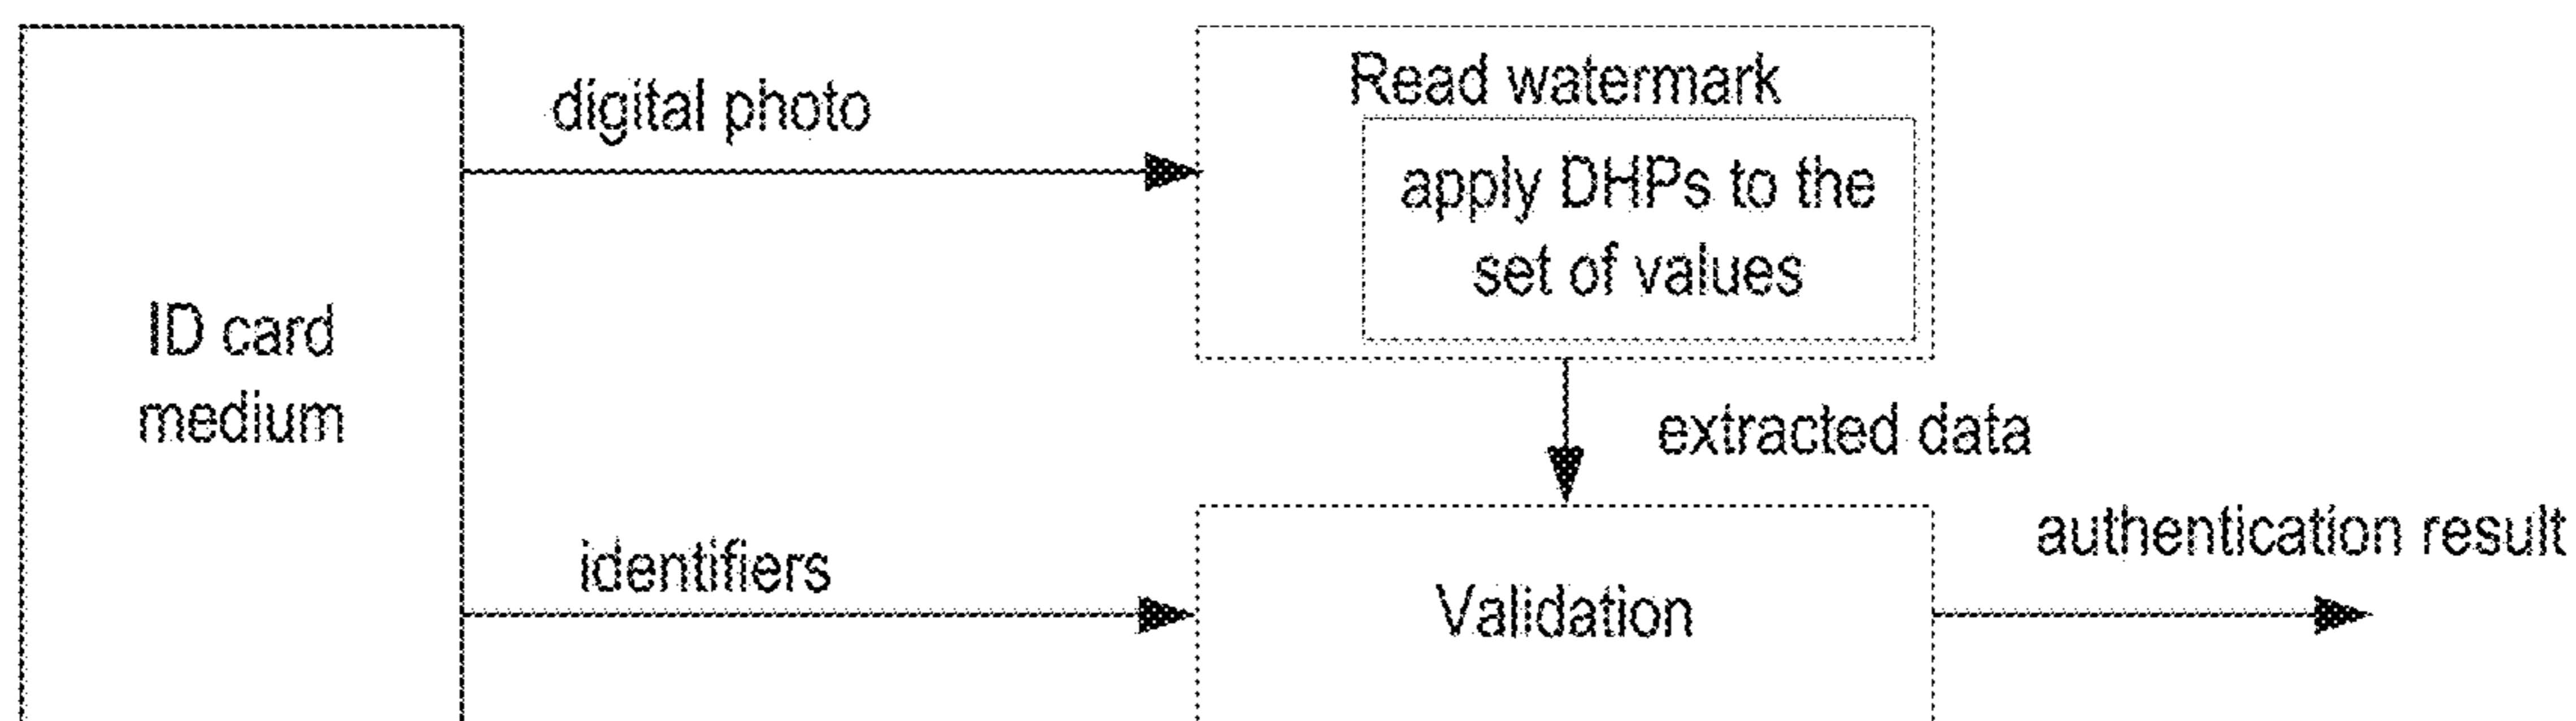 digital photo
Read watermark
apply DHPs to the
set of values
ID card
medium
extracted data
identifiers
authentication result
Validation